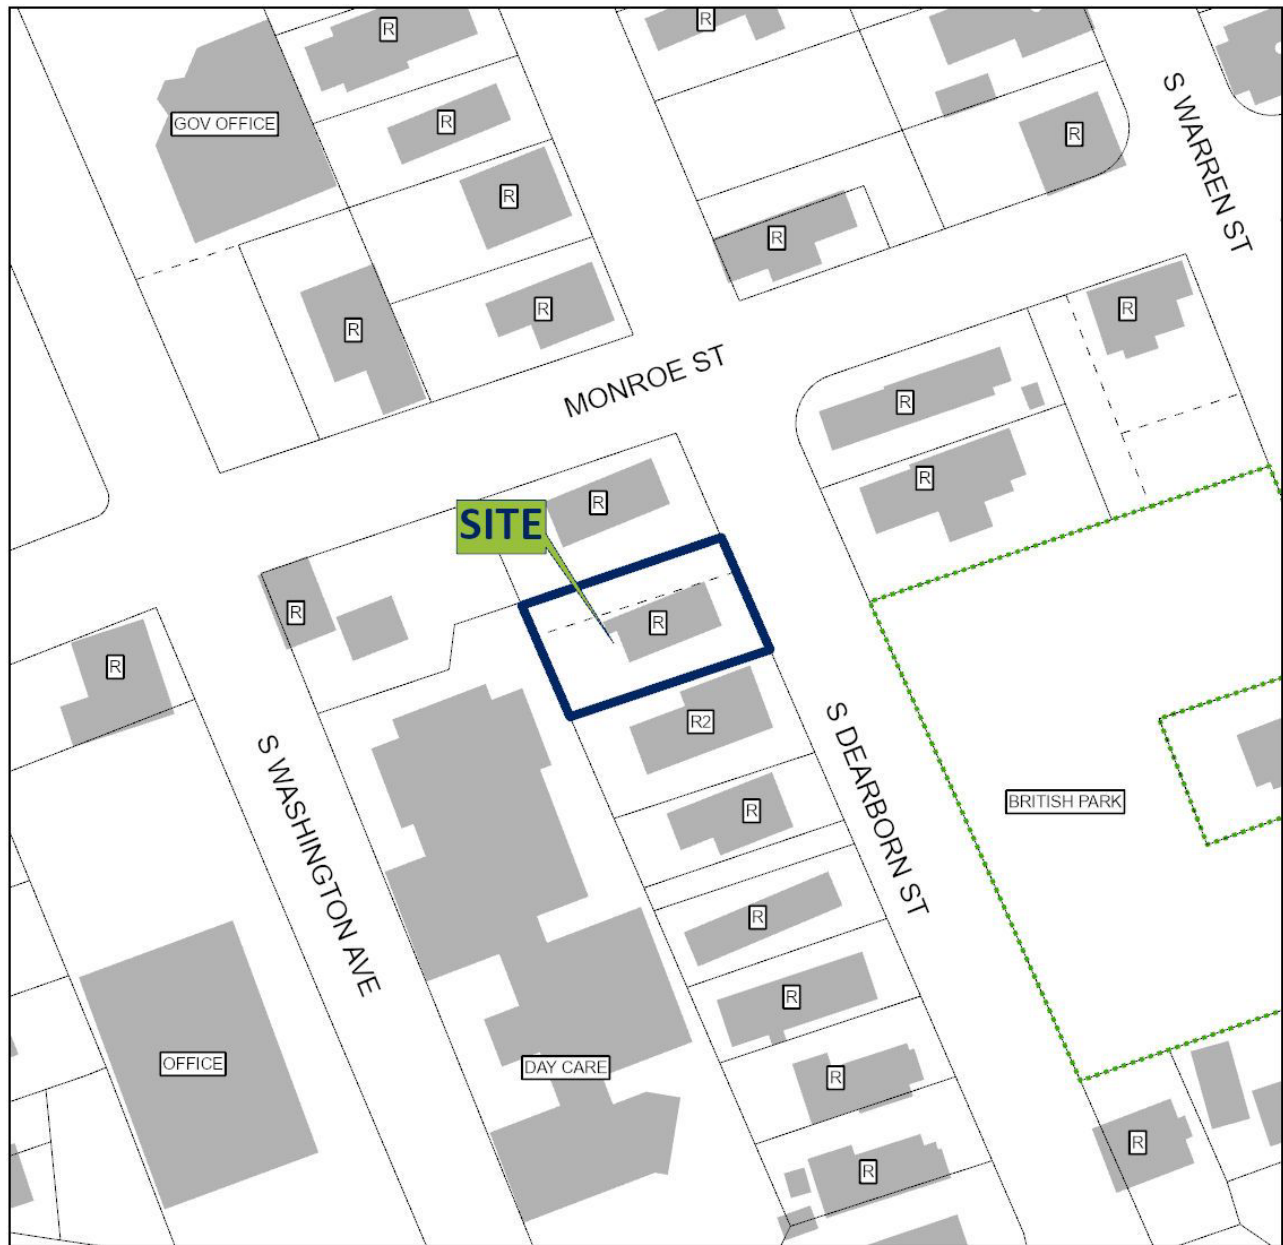 R
R
S WARREN ST
GOV OFFICE
R
R
R
R
R
R
R
MONROE ST
R
R
R
SITE
R
R
R
R
S DEARBORN ST
R2
S WASHINGTON AVE
BRITISH PARK
R
R
R
OFFICE
DAY CARE
R
R
R